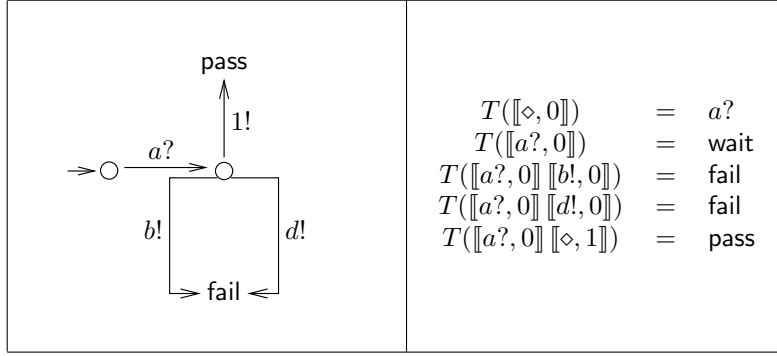 pass
1!
a?
b!
d!
fail
T(⟦⋄, 0⟧) = a?
T(⟦a?, 0⟧) = wait
T(⟦a?, 0⟧ ⟦b!, 0⟧) = fail
T(⟦a?, 0⟧ ⟦d!, 0⟧) = fail
T(⟦a?, 0⟧ ⟦⋄, 1⟧) = pass